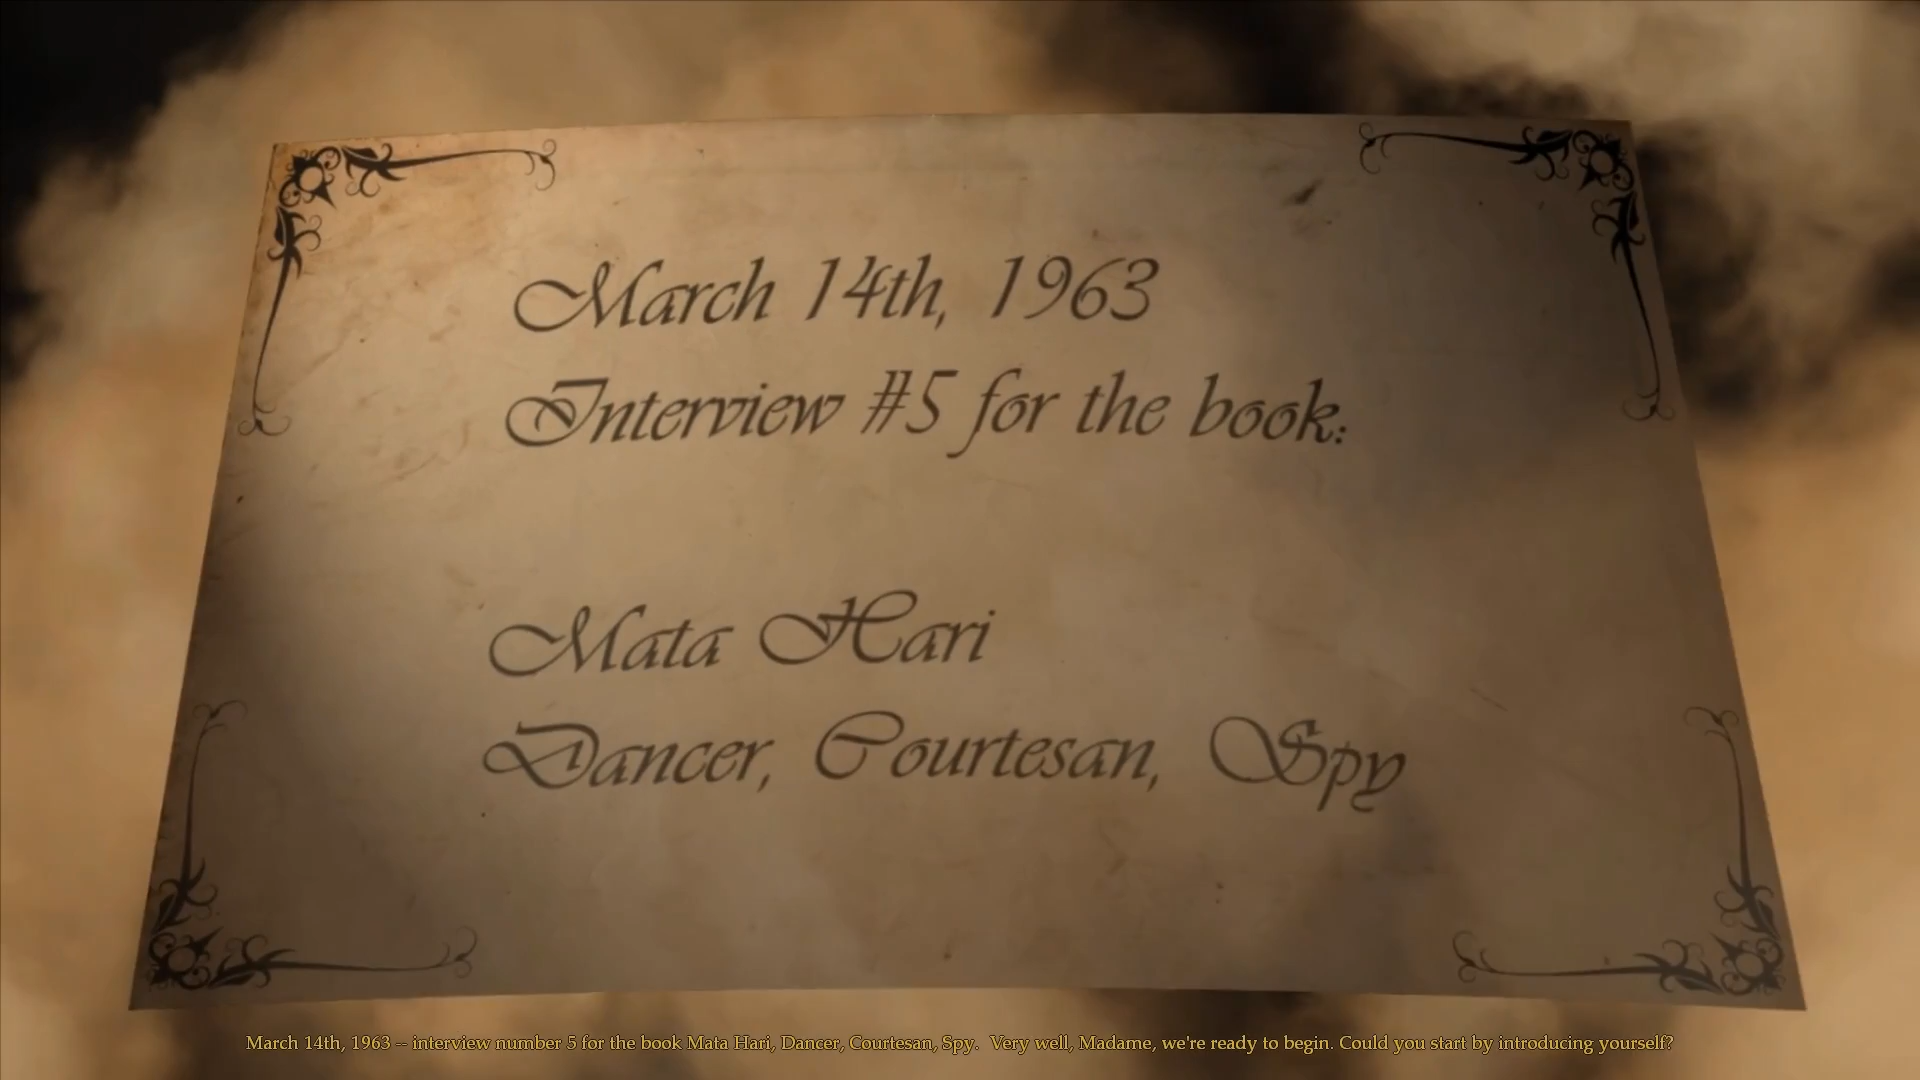 March 14th, 1963
Interview #5 for the book:
Mata Hari
Dancer, Courtesan, Spy
March 14th, 1963 -- interview number 5 for the book Mata Hari, Dancer, Courtesan, Spy.  Very well, Madame, we're ready to begin. Could you start by introducing yourself?